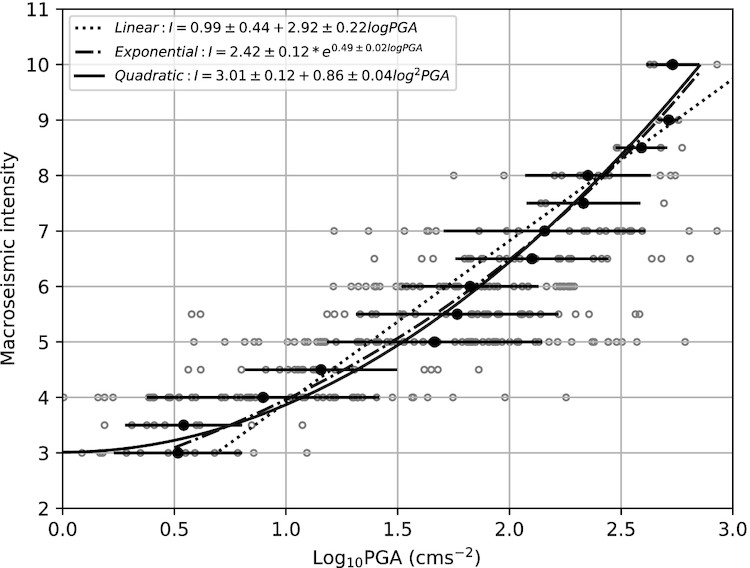 11
10
9
8
7
6
5
4
3
2
Macroseismic intensity
Linear: I = 0.99 ± 0.44 + 2.92 ± 0.22logPGA
Exponential: I = 2.42 ± 0.12 * e^{0.49 ± 0.02logPGA}
Quadratic: I = 3.01 ± 0.12 + 0.86 ± 0.04log²PGA
0.0 0.5 1.0 1.5 2.0 2.5 3.0
Log₁₀PGA (cms⁻²)